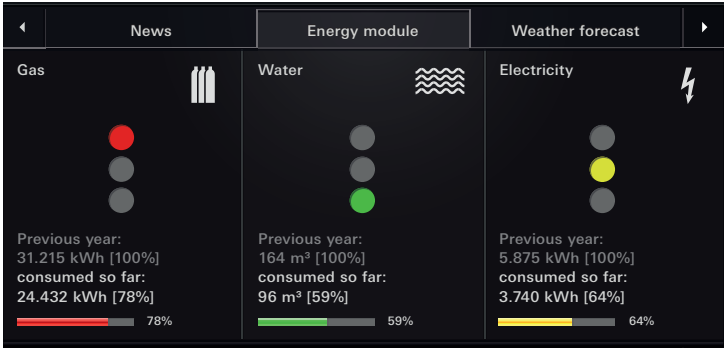 News
Energy module
Weather forecast
Gas
Previous year:
31.215 kWh [100%]
consumed so far:
24.432 kWh [78%]
78%
Water
Previous year:
164 m³ [100%]
consumed so far:
96 m³ [59%]
59%
Electricity
Previous year:
5.875 kWh [100%]
consumed so far:
3.740 kWh [64%]
64%